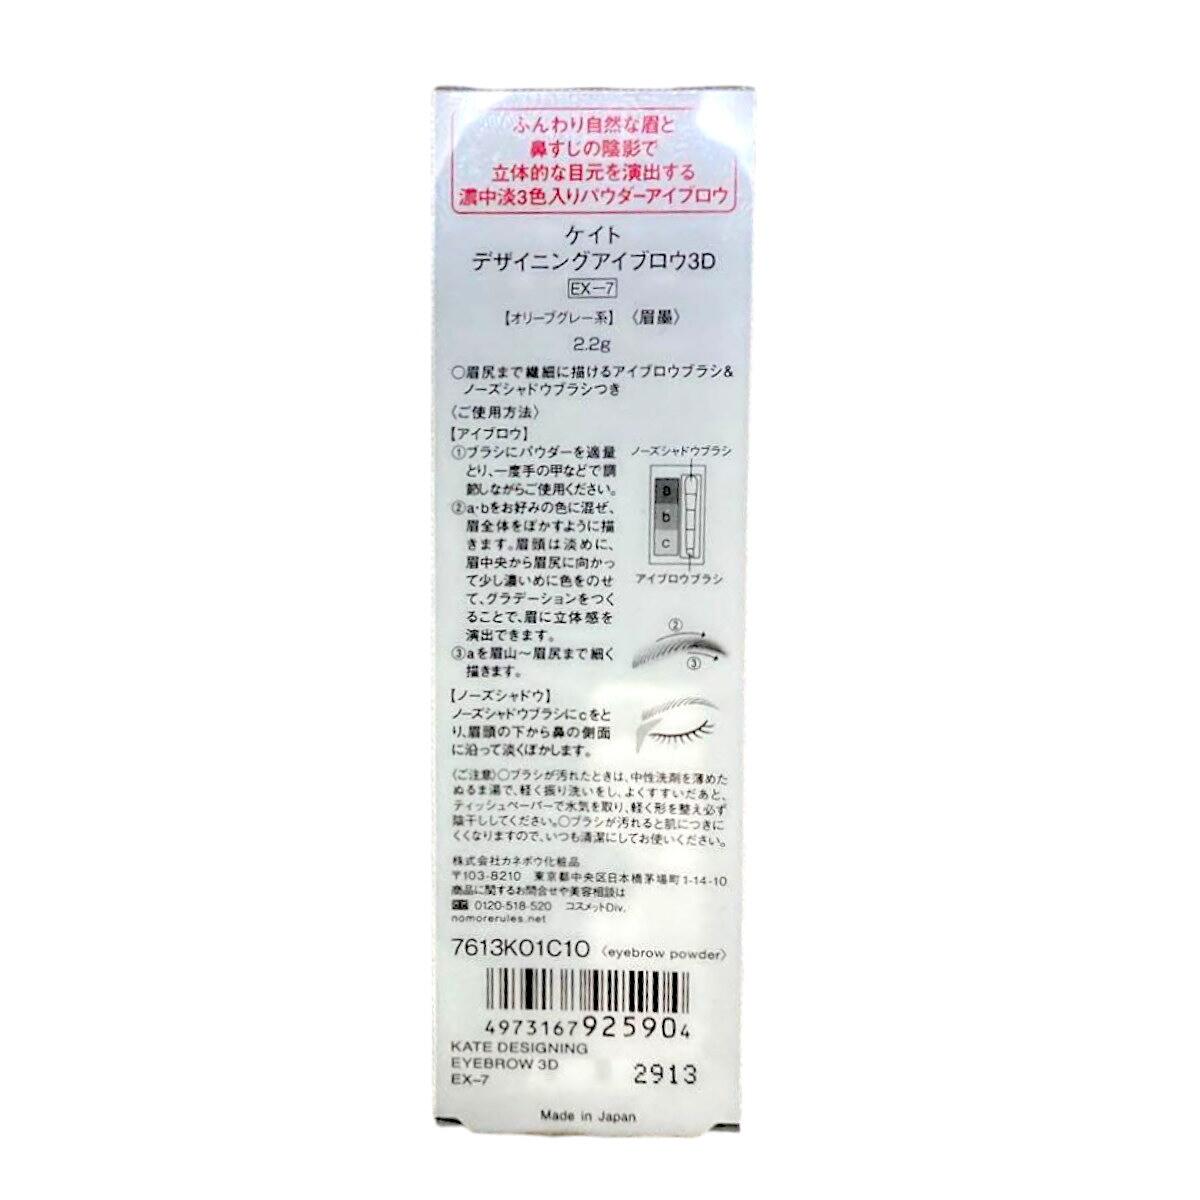 ふんわり自然な眉と
鼻すじの陰影で
立体的な目元を演出する
濃中淡3色入りパウダーアイブロウ
ケイト
デザイニングアイブロウ3D
EX-7
【オリーブグレー系】〈眉墨〉
2.2g
○眉尻まで繊細に描けるアイブロウブラシ&
ノーズシャドウブラシつき
〈ご使用方法〉
【アイブロウ】
①ブラシにパウダーを適量
とり、一度手の甲などで調
節しながらご使用ください。
②a・bをお好みの色に混ぜ、
眉全体をぼかすように描
きます。眉頭は淡めに、
眉中央から眉尻に向かっ
て少し濃いめに色をのせ
て、グラデーションをつく
ることで、眉に立体感を
演出できます。
③aを眉山〜眉尻まで細く
描きます。
ノーズシャドウブラシ
a
b
c
アイブロウブラシ
②
③
【ノーズシャドウ】
ノーズシャドウブラシにcをと
り、眉頭の下から鼻の側面
に沿って淡くぼかします。
〈ご注意〉○ブラシが汚れたときは、中性洗剤を薄めた
ぬるま湯で、軽く振り洗いをし、よくすすいだあと、
ティッシュペーパーで水気を取り、軽く形を整え必ず
陰干ししてください。○ブラシが汚れると肌につきに
くくなりますので、いつも清潔にしてお使いください。
株式会社カネボウ化粧品
〒103-8210 東京都中央区日本橋茅場町1-14-10
商品に関するお問合せや美容相談は
0120-518-520 コスメットDiv.
nomorerules.net
7613K01C10 〈eyebrow powder〉
4973167925904
KATE DESIGNING
EYEBROW 3D
EX-7
2913
Made in Japan